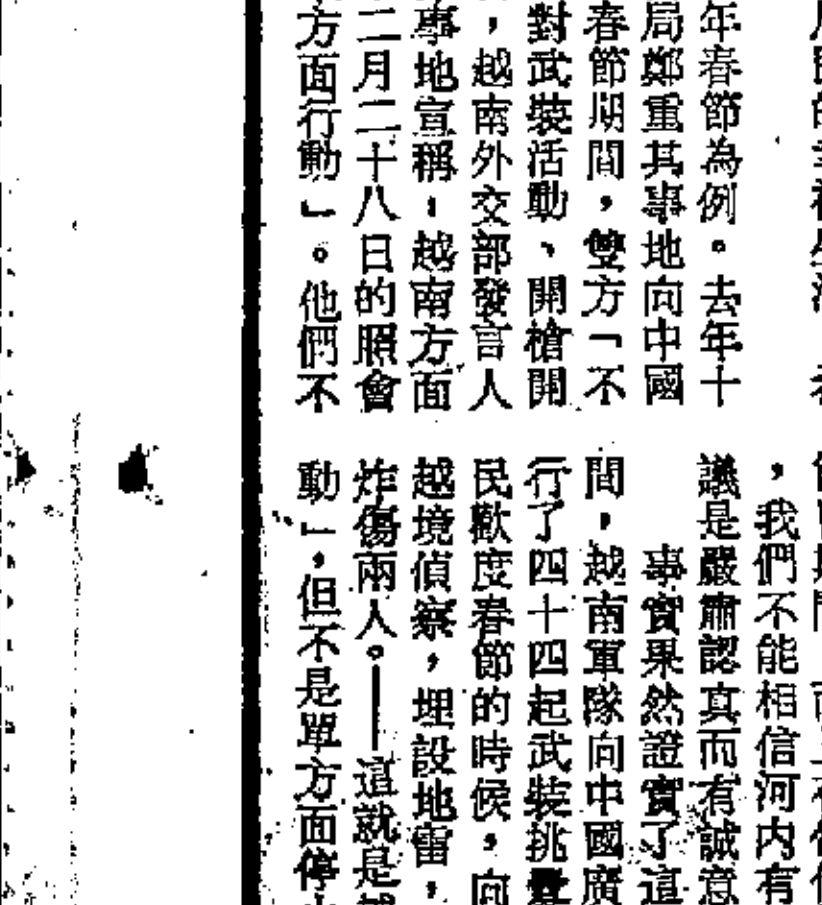 年春節為例。去年十
局鄭重其事地向中國
春節期間，雙方「不
對武裝活動、開槍開
，越南外交部發言人
事地宣稱：越南方面
二月二十八日的照會
方面行動」。他們不
，我們不能相信河內有
議是嚴肅認真而有誠意
事實果然證實了這
間，越南軍隊向中國廣
行了四十四起武裝挑釁
民歡度春節的時候，向
越境偵察，埋設地雷，
炸傷兩人。——這就是
動」，但不是單方面停